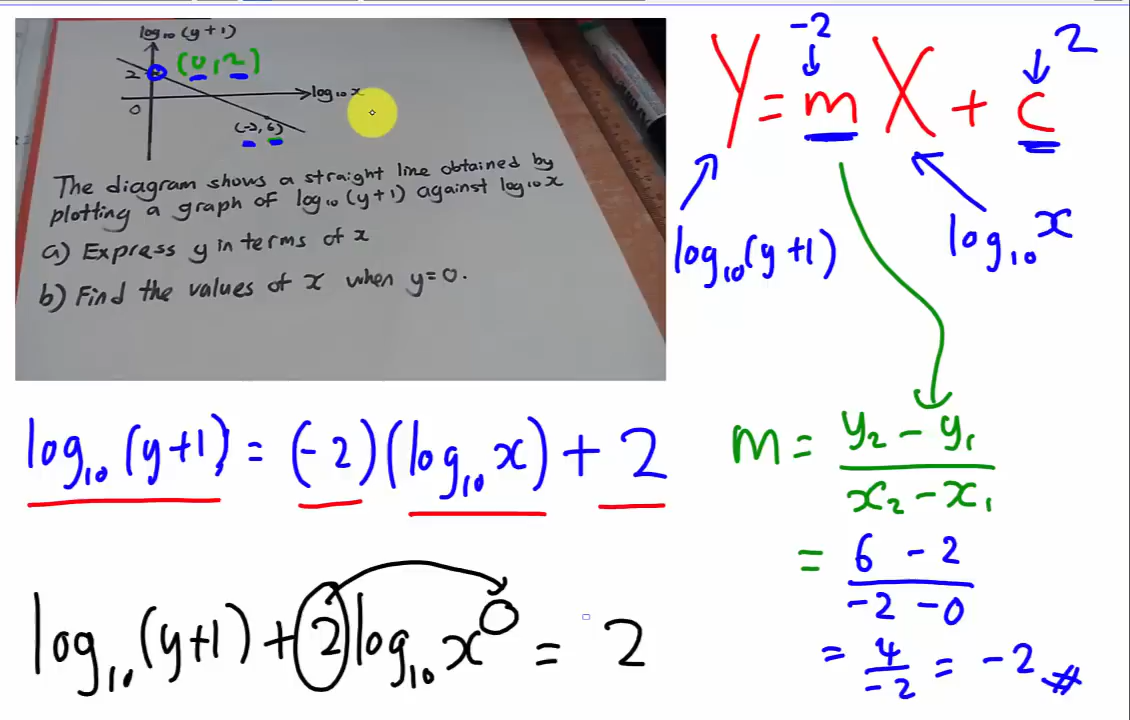 log₁₀ (y+1)
2
(0, 2)
0
log₁₀ x
(-2, 6)
The diagram shows a straight line obtained by
plotting a graph of log₁₀ (y+1) against log₁₀ x
a) Express y in terms of x
b) Find the values of x when y=0.
-2
2
Y = m X + c
log₁₀(y+1)
log₁₀ x
log₁₀ (y+1) = (-2)(log₁₀ x) + 2
log₁₀ (y+1) + 2 log₁₀ x = 2
m = y₂ - y₁ / x₂ - x₁
= 6 - 2 / -2 - 0
= 4 / -2 = -2 #